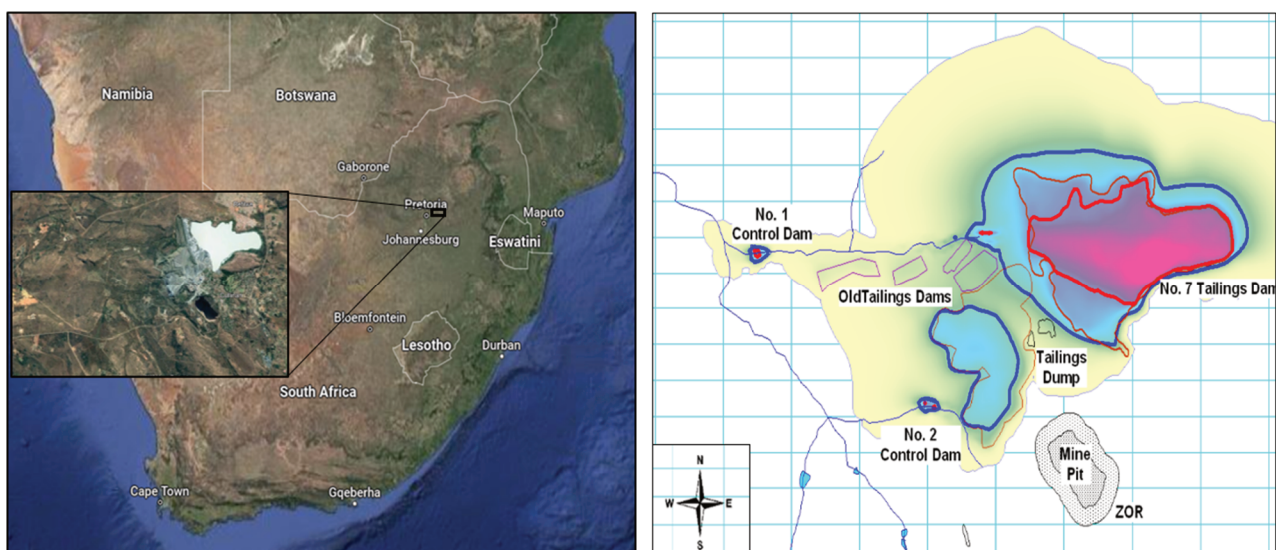 Namibia
Botswana
Gaborone
Pretoria
Johannesburg
Maputo
Eswatini
Bloemfontein
Lesotho
Durban
South Africa
Cape Town
Gqeberha
No. 1
Control Dam
OldTailings Dams
No. 7 Tailings Dam
Tailings
Dump
No. 2
Control Dam
Mine
Pit
ZOR
N
W
E
S